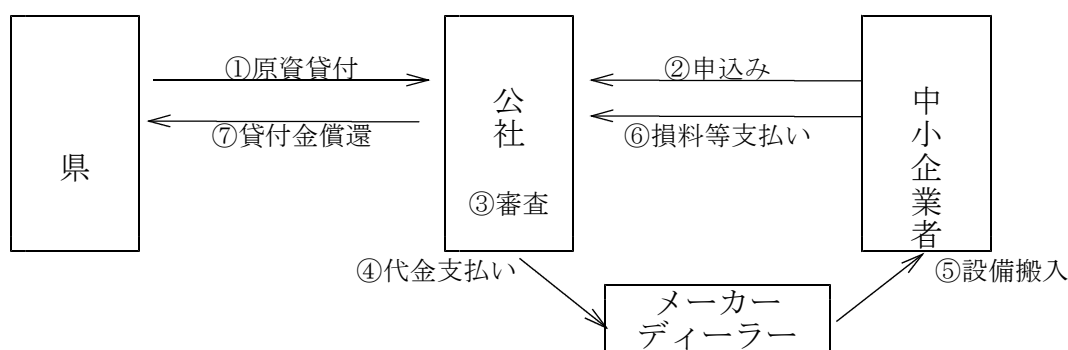 ①原資貸付
②申込み
⑦貸付金償還
⑥損料等支払い
県
公社
③審査
中小企業者
④代金支払い
⑤設備搬入
メーカー
ディーラー